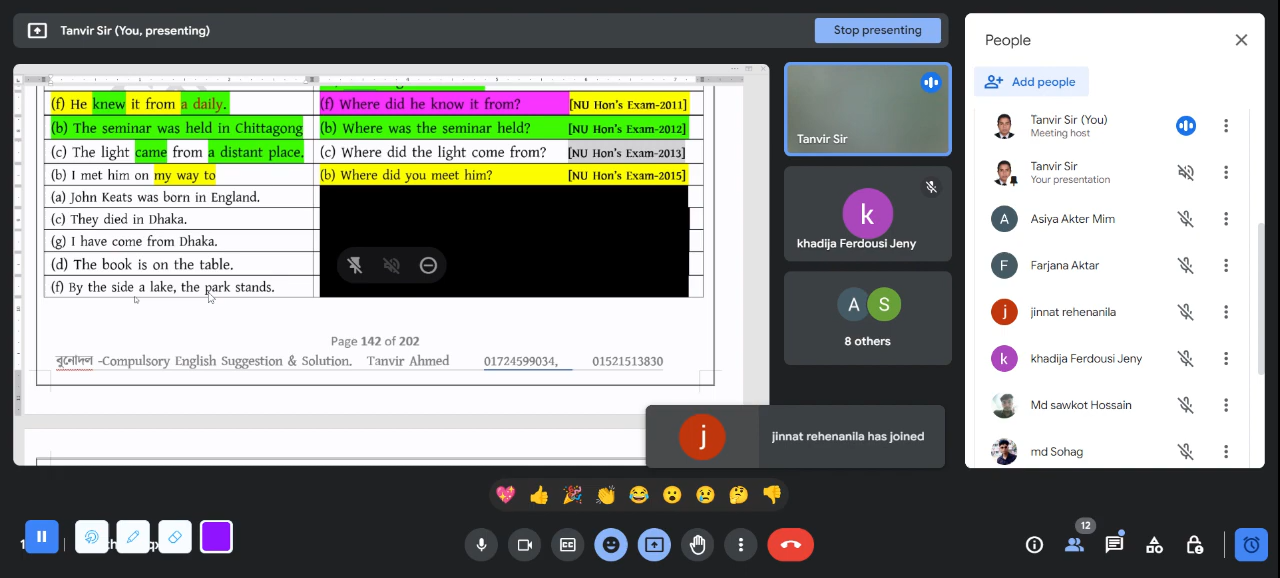 Tanvir Sir (You, presenting)
Stop presenting
(f) He knew it from a daily. (f) Where did he know it from? [NU Hon's Exam-2011]
(b) The seminar was held in Chittagong (b) Where was the seminar held? [NU Hon's Exam-2012]
(c) The light came from a distant place. (c) Where did the light come from? [NU Hon's Exam-2013]
(b) I met him on my way to (b) Where did you meet him? [NU Hon's Exam-2015]
(a) John Keats was born in England.
(c) They died in Dhaka.
(g) I have come from Dhaka.
(d) The book is on the table.
(f) By the side a lake, the park stands.
Page 142 of 202
বুনোদল -Compulsory English Suggestion & Solution. Tanvir Ahmed 01724599034, 01521513830
Tanvir Sir
k
khadija Ferdousi Jeny
A S
8 others
j
jinnat rehenanila has joined
People
Add people
Tanvir Sir (You)
Meeting host
Tanvir Sir
Your presentation
A Asiya Akter Mim
F Farjana Aktar
j jinnat rehenanila
k khadija Ferdousi Jeny
Md sawkot Hossain
md Sohag
12